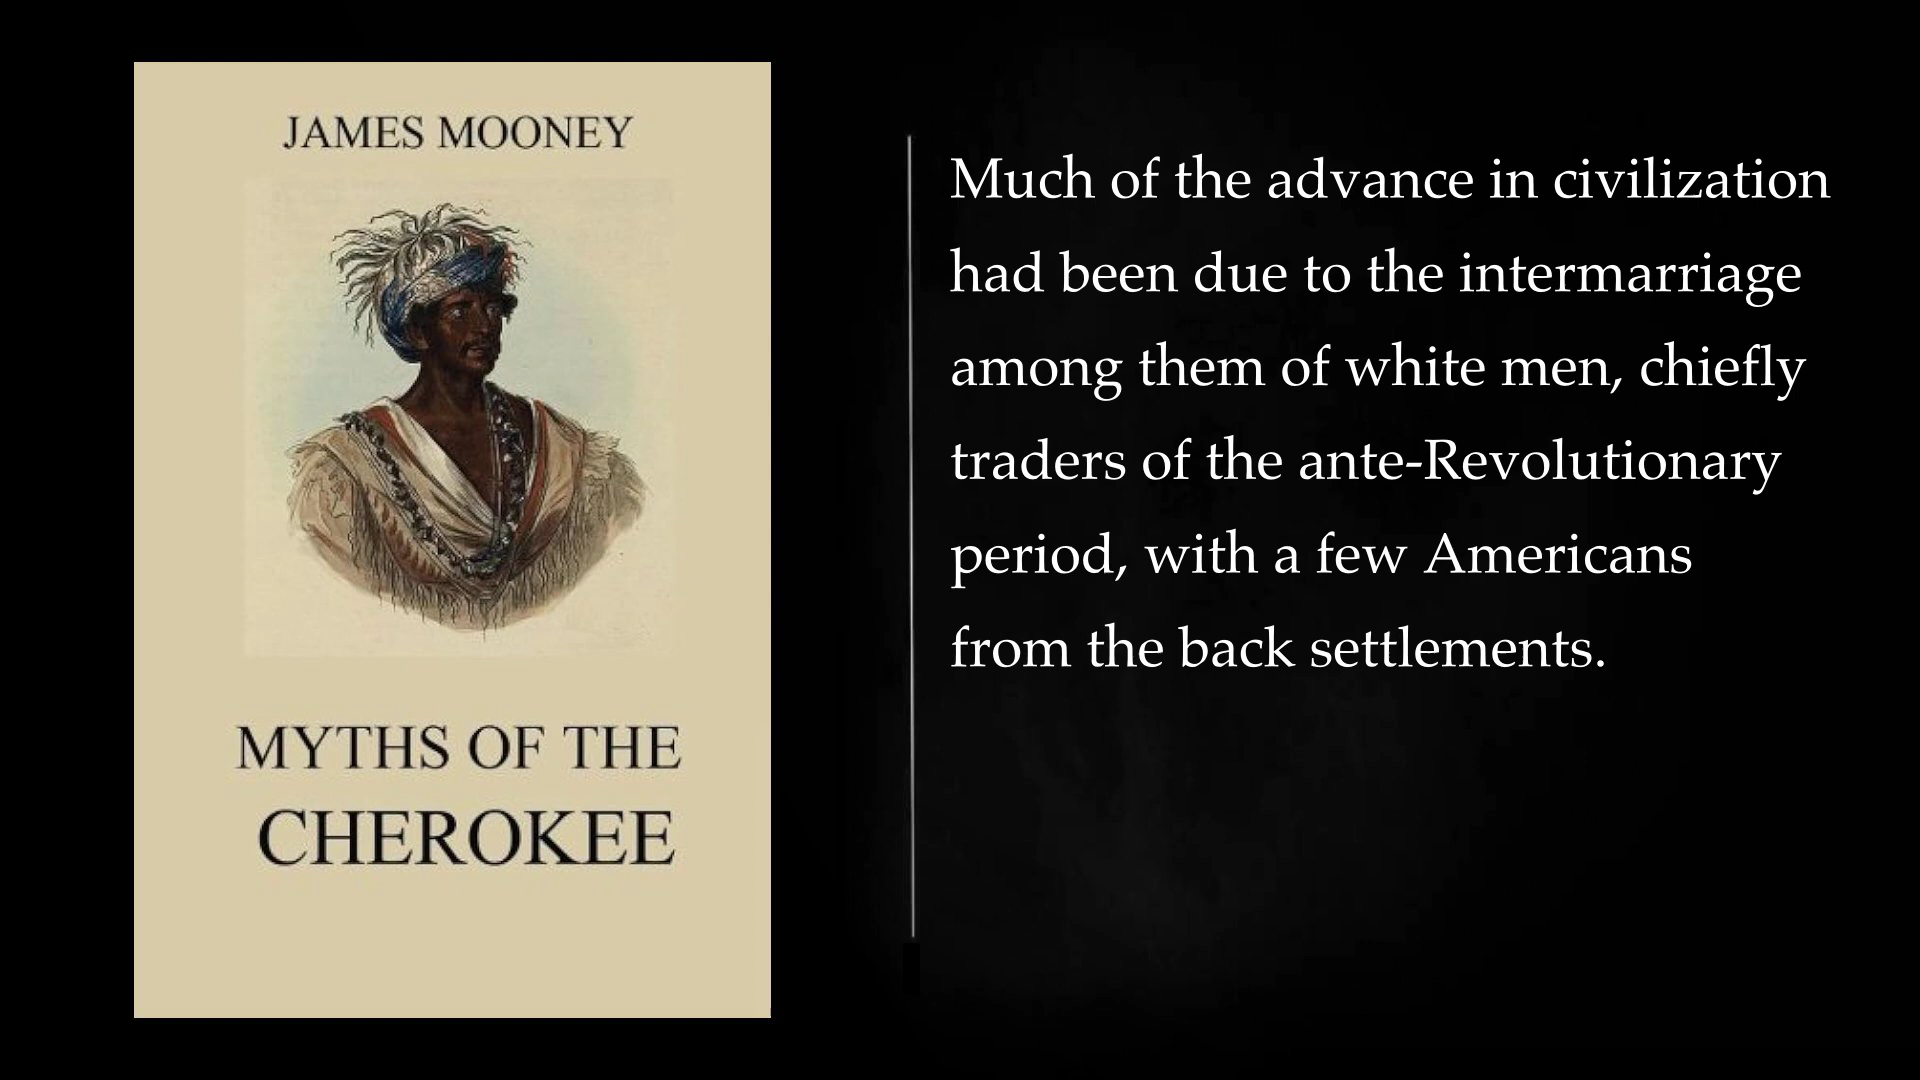 JAMES MOONEY
MYTHS OF THE
CHEROKEE
Much of the advance in civilization
had been due to the intermarriage
among them of white men, chiefly
traders of the ante-Revolutionary
period, with a few Americans
from the back settlements.